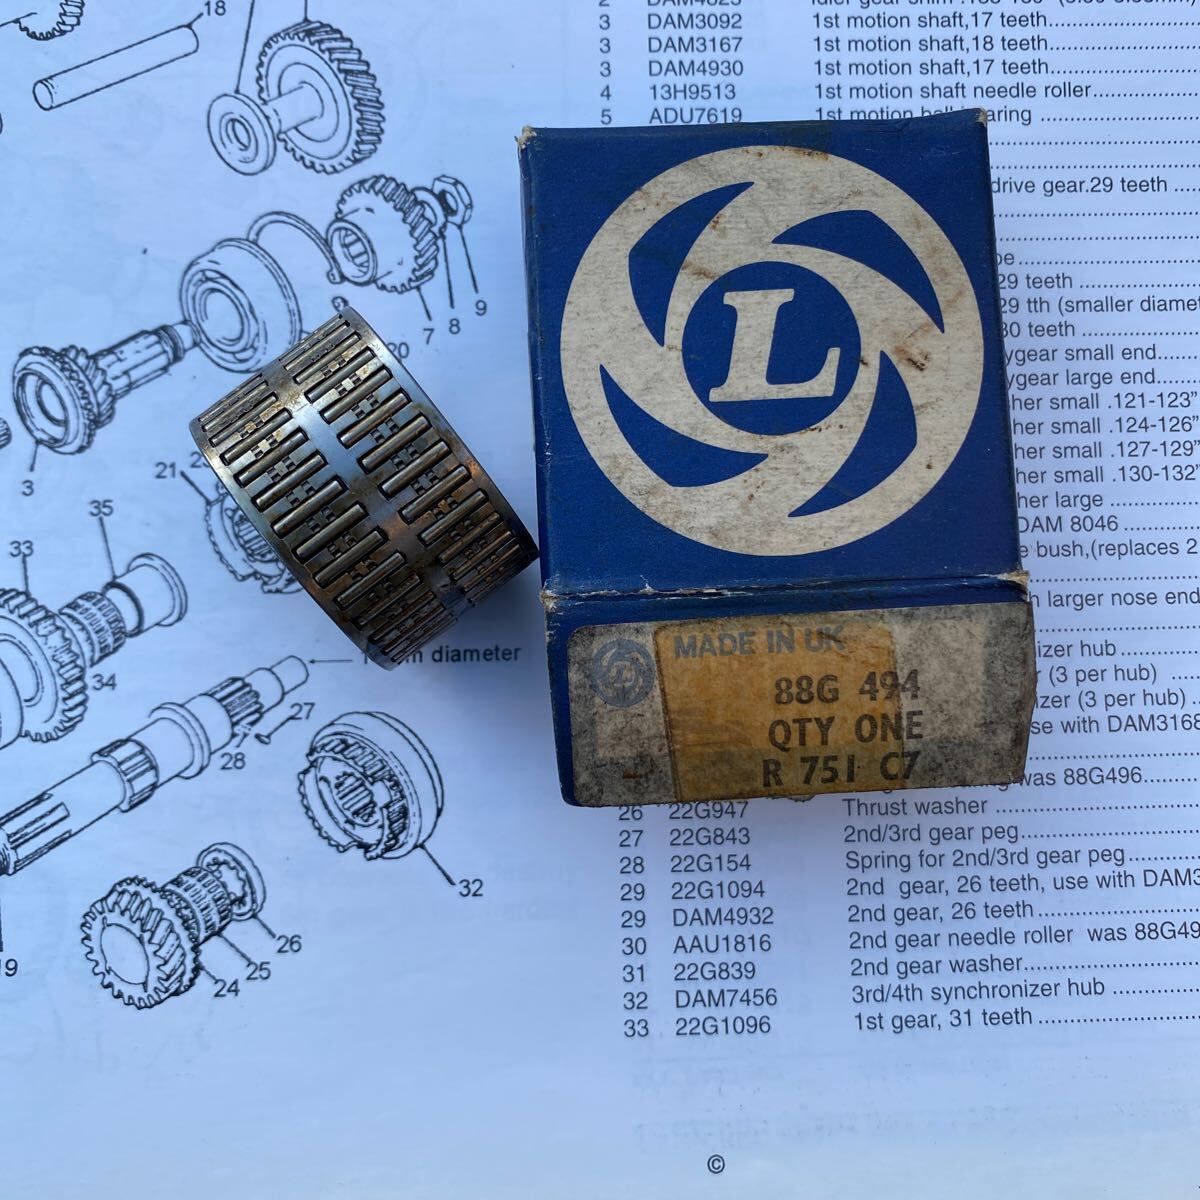 2 DAM4823
3 DAM3092 1st motion shaft,17 teeth
3 DAM3167 1st motion shaft,18 teeth
3 DAM4930 1st motion shaft,17 teeth
4 13H9513 1st motion shaft needle roller
5 ADU7619 1st motion ball bearing
drive gear.29 teeth
29 teeth
29 tth (smaller diamet
30 teeth
ygear small end
ygear large end
her small .121-123"
her small .124-126"
her small .127-129"
her small .130-132"
her large
DAM 8046
e bush,(replaces 2
larger nose end
izer hub
(3 per hub)
izer (3 per hub)
se with DAM3168
was 88G496
26 22G947 Thrust washer
27 22G843 2nd/3rd gear peg
28 22G154 Spring for 2nd/3rd gear peg
29 22G1094 2nd gear, 26 teeth, use with DAM3
29 DAM4932 2nd gear, 26 teeth
30 AAU1816 2nd gear needle roller was 88G49
31 22G839 2nd gear washer
32 DAM7456 3rd/4th synchronizer hub
33 22G1096 1st gear, 31 teeth
©
L
MADE IN UK
88G 494
QTY ONE
R 751 C7
18
7
8
9
20
3
21
35
33
34
m diameter
27
28
32
26
25
24
19